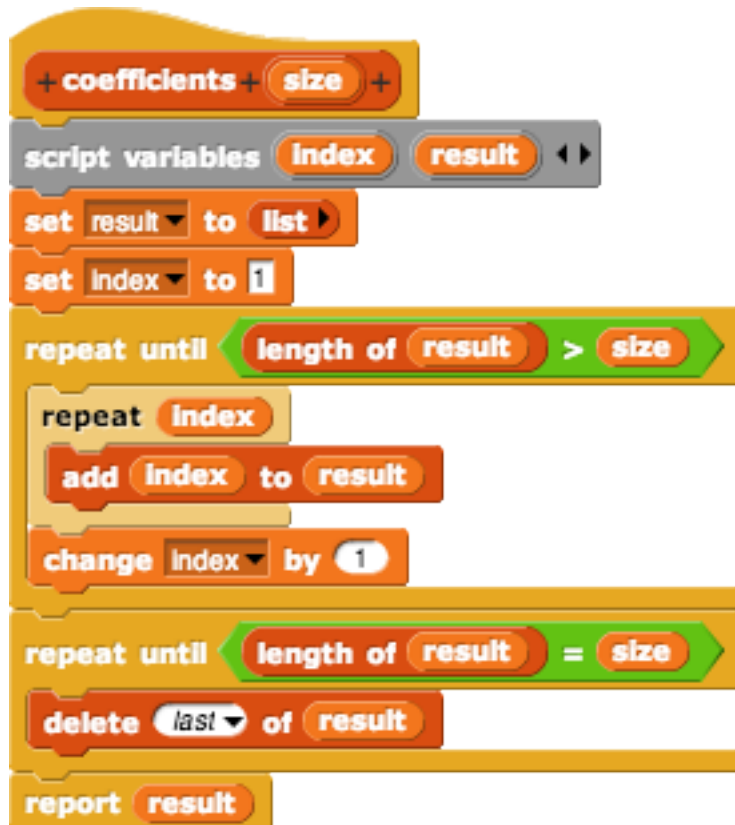 +coefficients+ size +
script variables index result
set result to list
set index to 1
repeat until length of result > size
repeat index
add index to result
change index by 1
repeat until length of result = size
delete last of result
report result